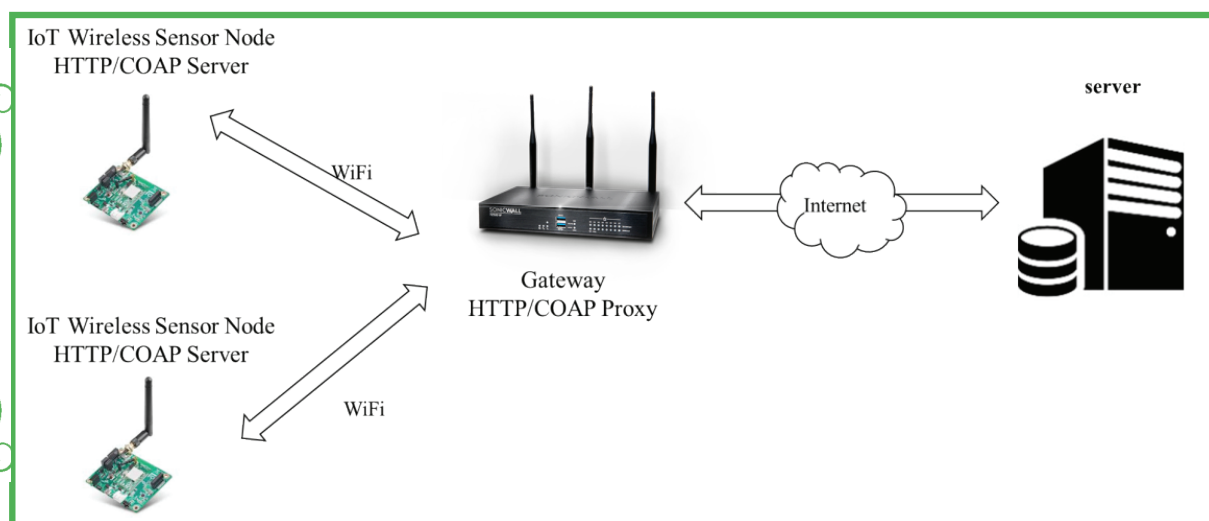 IoT Wireless Sensor Node
HTTP/COAP Server
WiFi
server
SONICWALL
Internet
Gateway
HTTP/COAP Proxy
IoT Wireless Sensor Node
HTTP/COAP Server
WiFi